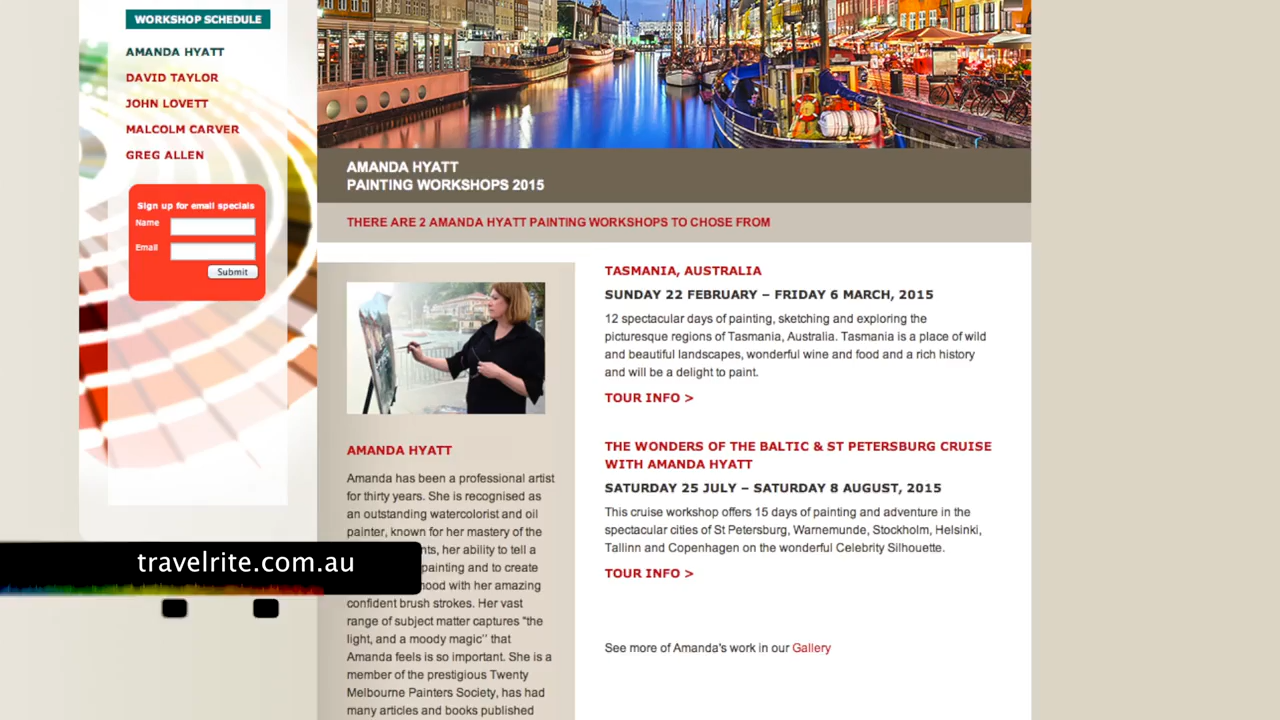 WORKSHOP SCHEDULE
AMANDA HYATT
DAVID TAYLOR
JOHN LOVETT
MALCOLM CARVER
GREG ALLEN
Sign up for email specials
Name
Email
Submit
AMANDA HYATT
PAINTING WORKSHOPS 2015
THERE ARE 2 AMANDA HYATT PAINTING WORKSHOPS TO CHOSE FROM
AMANDA HYATT
Amanda has been a professional artist
for thirty years. She is recognised as
an outstanding watercolorist and oil
painter, known for her mastery of the
her ability to tell a
painting and to create
with her amazing
confident brush strokes. Her vast
range of subject matter captures "the
light, and a moody magic'' that
Amanda feels is so important. She is a
member of the prestigious Twenty
Melbourne Painters Society, has had
many articles and books published
TASMANIA, AUSTRALIA
SUNDAY 22 FEBRUARY – FRIDAY 6 MARCH, 2015
12 spectacular days of painting, sketching and exploring the
picturesque regions of Tasmania, Australia. Tasmania is a place of wild
and beautiful landscapes, wonderful wine and food and a rich history
and will be a delight to paint.
TOUR INFO >
THE WONDERS OF THE BALTIC & ST PETERSBURG CRUISE
WITH AMANDA HYATT
SATURDAY 25 JULY – SATURDAY 8 AUGUST, 2015
This cruise workshop offers 15 days of painting and adventure in the
spectacular cities of St Petersburg, Warnemunde, Stockholm, Helsinki,
Tallinn and Copenhagen on the wonderful Celebrity Silhouette.
TOUR INFO >
See more of Amanda's work in our Gallery
travelrite.com.au